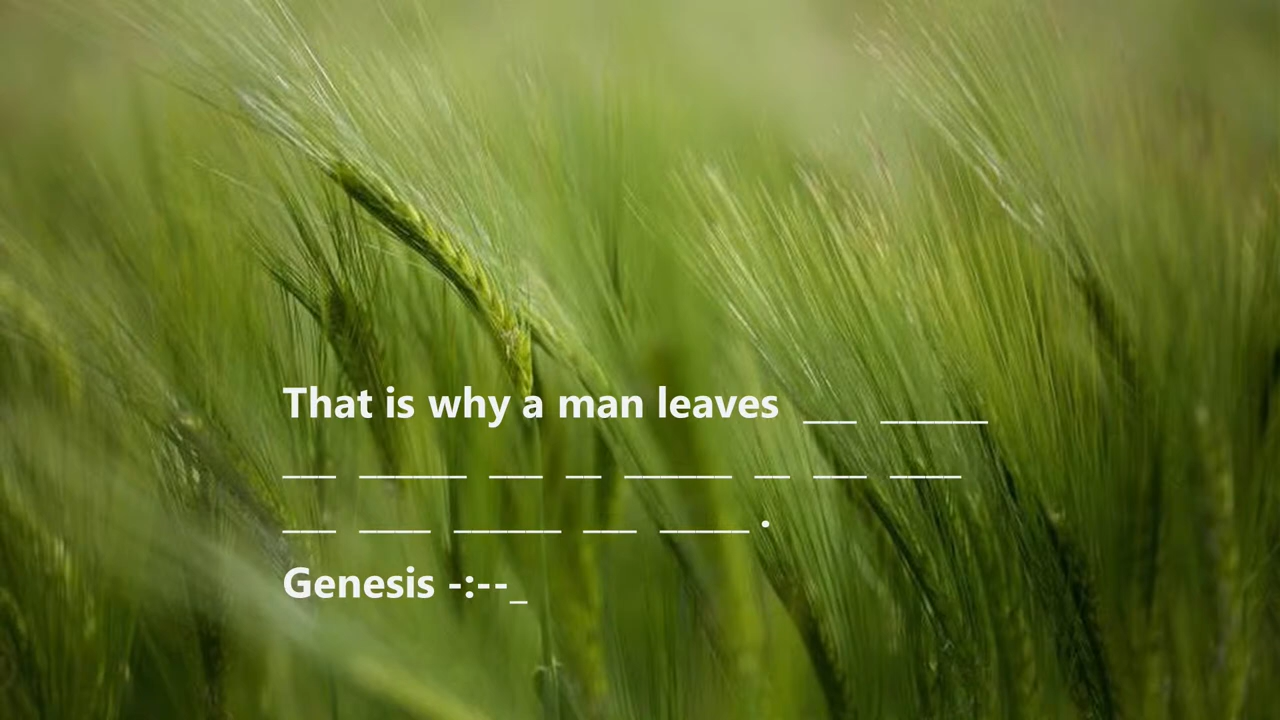 That is why a man leaves ___ ______
___ ______ ___ __ ______ __ ___ ____
___ ____ ______ ___ _____ .
Genesis -:--_